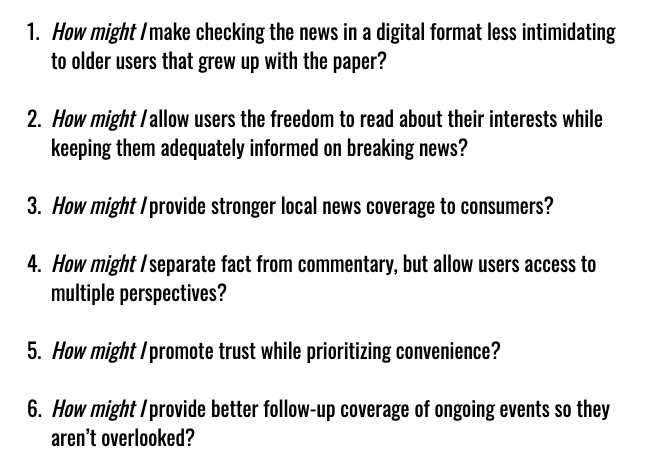 1. How might I make checking the news in a digital format less intimidating
to older users that grew up with the paper?
2. How might I allow users the freedom to read about their interests while
keeping them adequately informed on breaking news?
3. How might I provide stronger local news coverage to consumers?
4. How might I separate fact from commentary, but allow users access to
multiple perspectives?
5. How might I promote trust while prioritizing convenience?
6. How might I provide better follow-up coverage of ongoing events so they
aren’t overlooked?